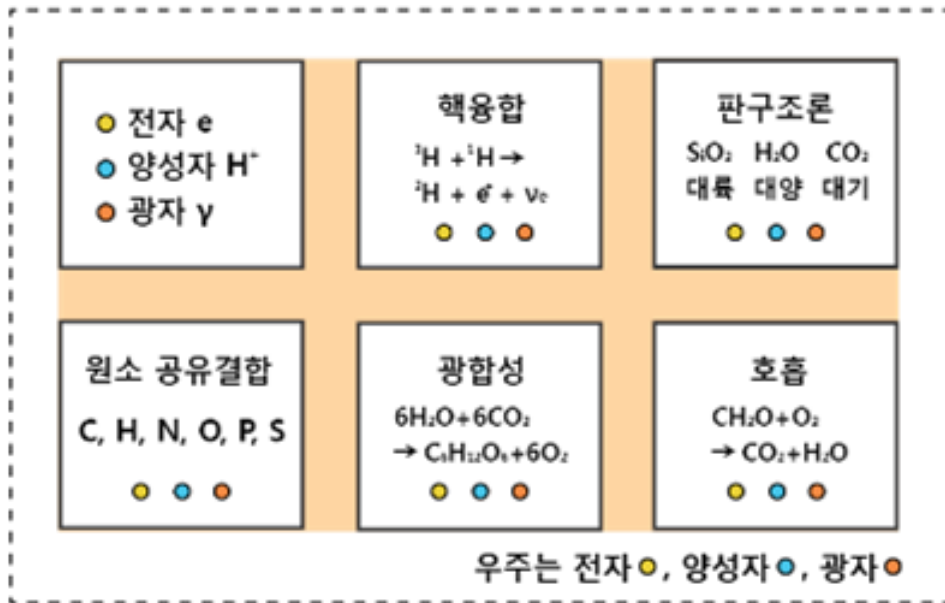 전자 e
양성자 H⁺
광자 γ
핵융합
¹H + ¹H →
²H + e⁺ + νe
판구조론
SiO₂ H₂O CO₂
대륙 대양 대기
원소 공유결합
C, H, N, O, P, S
광합성
6H₂O+6CO₂
→ C₆H₁₂O₆+6O₂
호흡
CH₂O+O₂
→ CO₂+H₂O
우주는 전자 , 양성자 , 광자